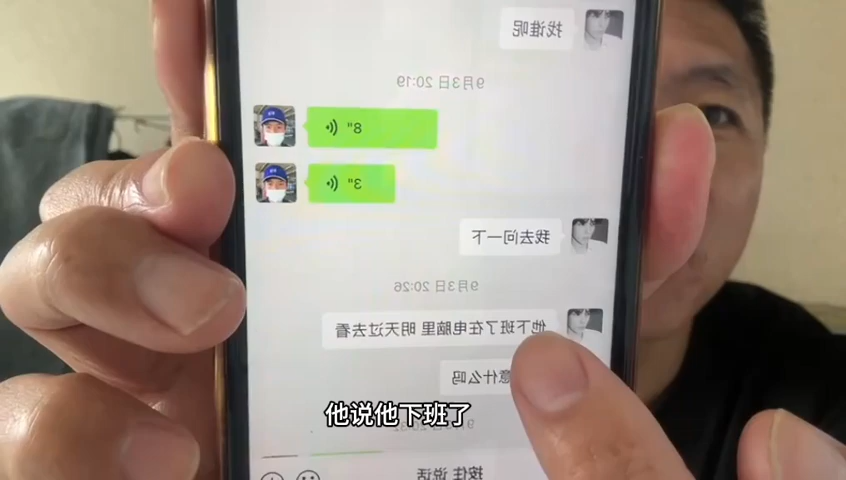 找谁呢
9月3日 20:19
8"
3"
我去问一下
9月3日 20:26
他下班了在电脑里 明天过去看
意什么吗
他说他下班了
按住 说话